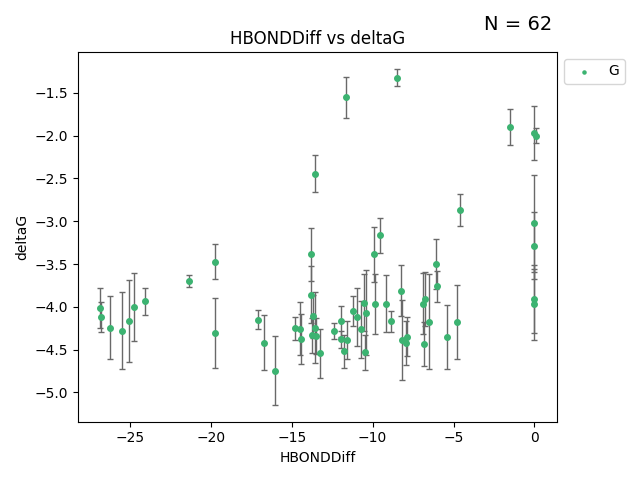 N = 62
HBONDDiff vs deltaG
G
deltaG
−1.5
−2.0
−2.5
−3.0
−3.5
−4.0
−4.5
−5.0
−25 −20 −15 −10 −5 0
HBONDDiff